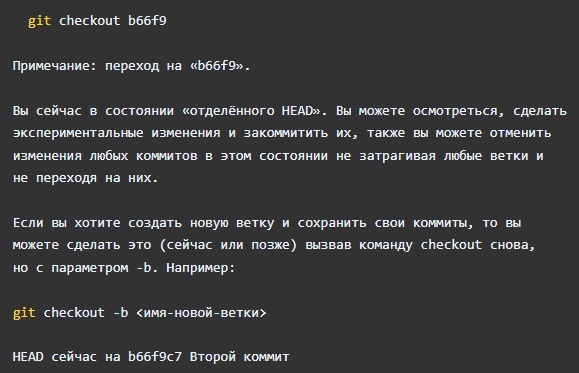 git checkout b66f9
Примечание: переход на «b66f9».
Вы сейчас в состоянии «отделённого HEAD». Вы можете осмотреться, сделать
экспериментальные изменения и закоммитить их, также вы можете отменить
изменения любых коммитов в этом состоянии не затрагивая любые ветки и
не переходя на них.
Если вы хотите создать новую ветку и сохранить свои коммиты, то вы
можете сделать это (сейчас или позже) вызвав команду checkout снова,
но с параметром -b. Например:
git checkout -b <имя-новой-ветки>
HEAD сейчас на b66f9c7 Второй коммит